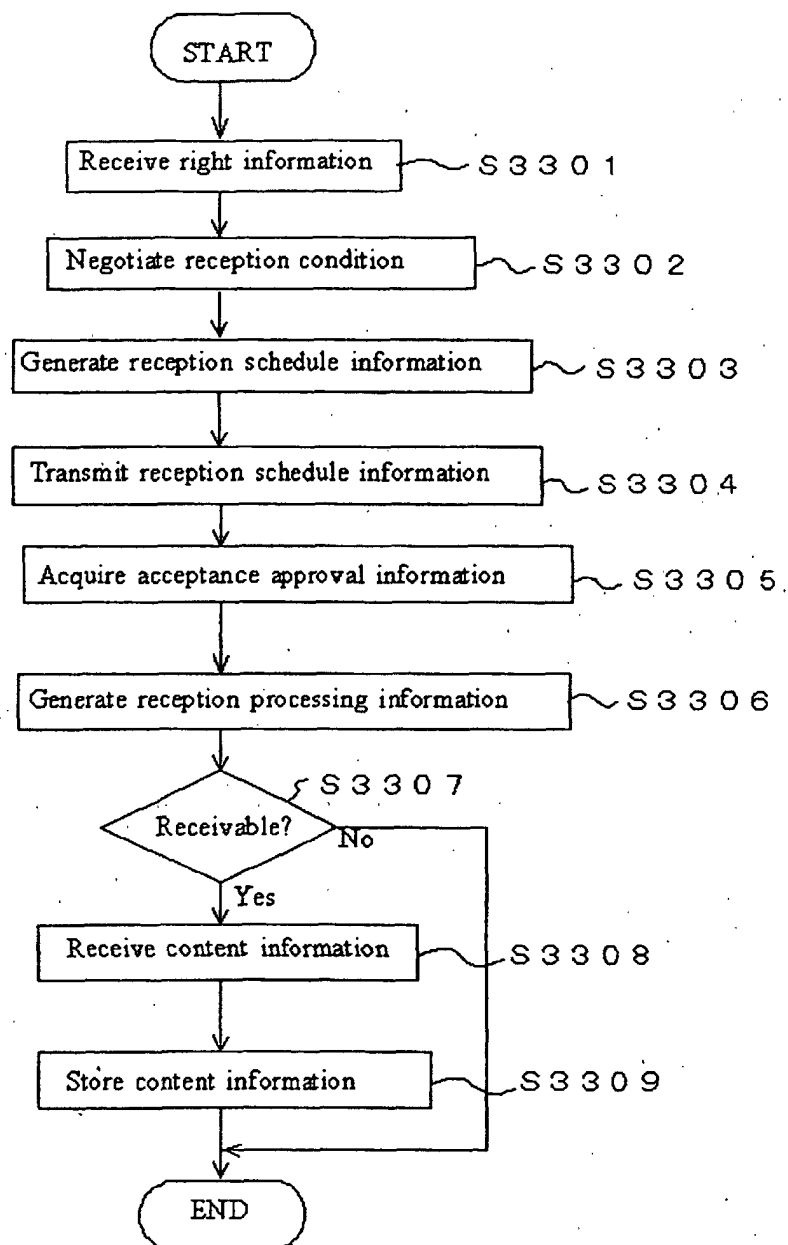 START
Receive right information S3301
Negotiate reception condition S3302
Generate reception schedule information S3303
Transmit reception schedule information S3304
Acquire acceptance approval information S3305
Generate reception processing information S3306
S3307
Receivable?
No
Yes
Receive content information S3308
Store content information S3309
END